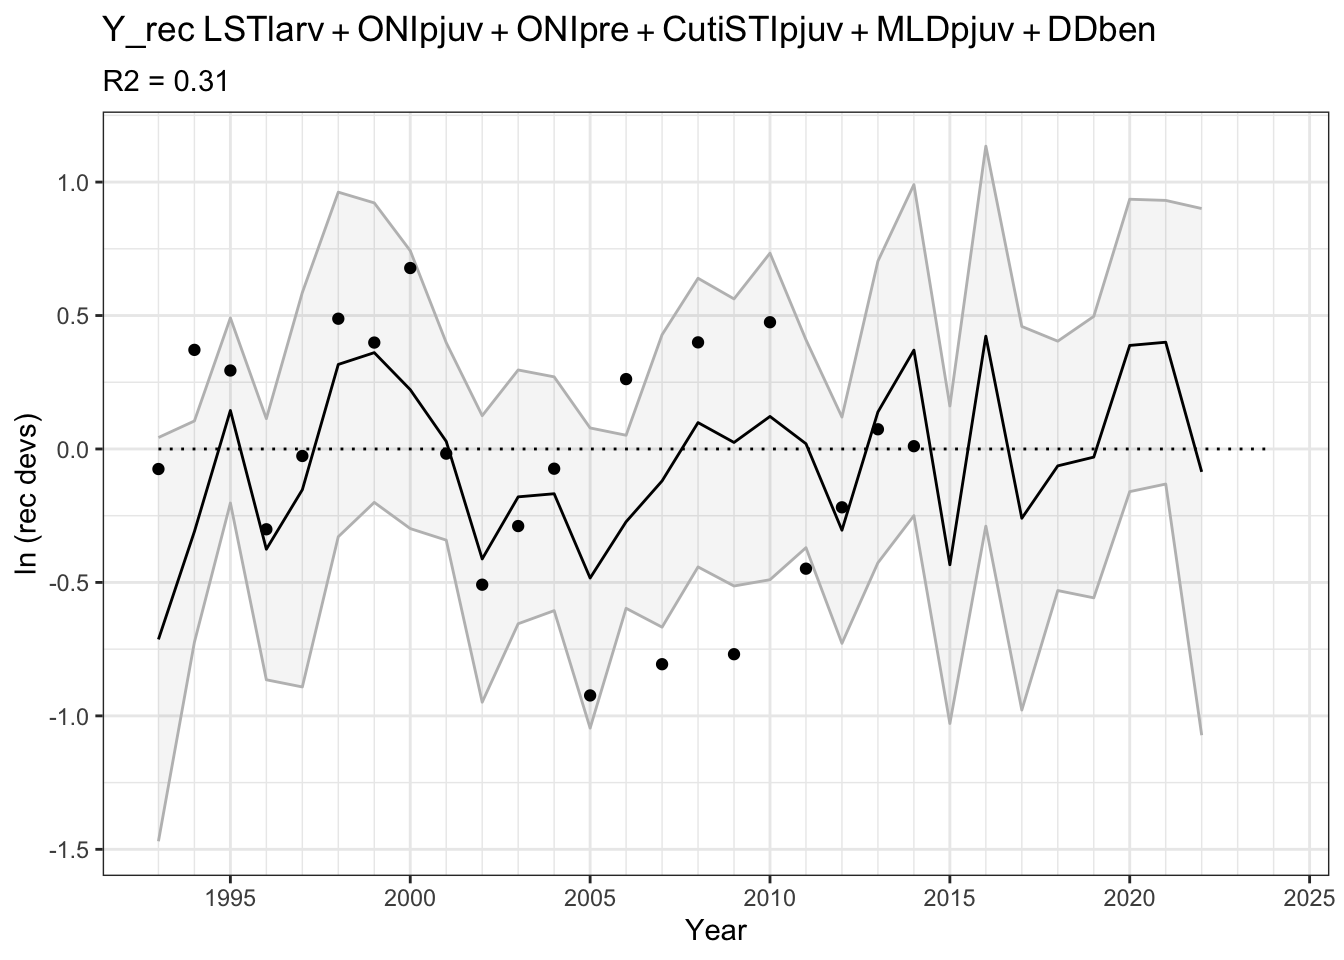 Y_rec LSTlarv + ONIpjuv + ONIpre + CutiSTIpjuv + MLDpjuv + DDben
R2 = 0.31
1.0
0.5
0.0
-0.5
-1.0
-1.5
ln (rec devs)
1995 2000 2005 2010 2015 2020 2025
Year